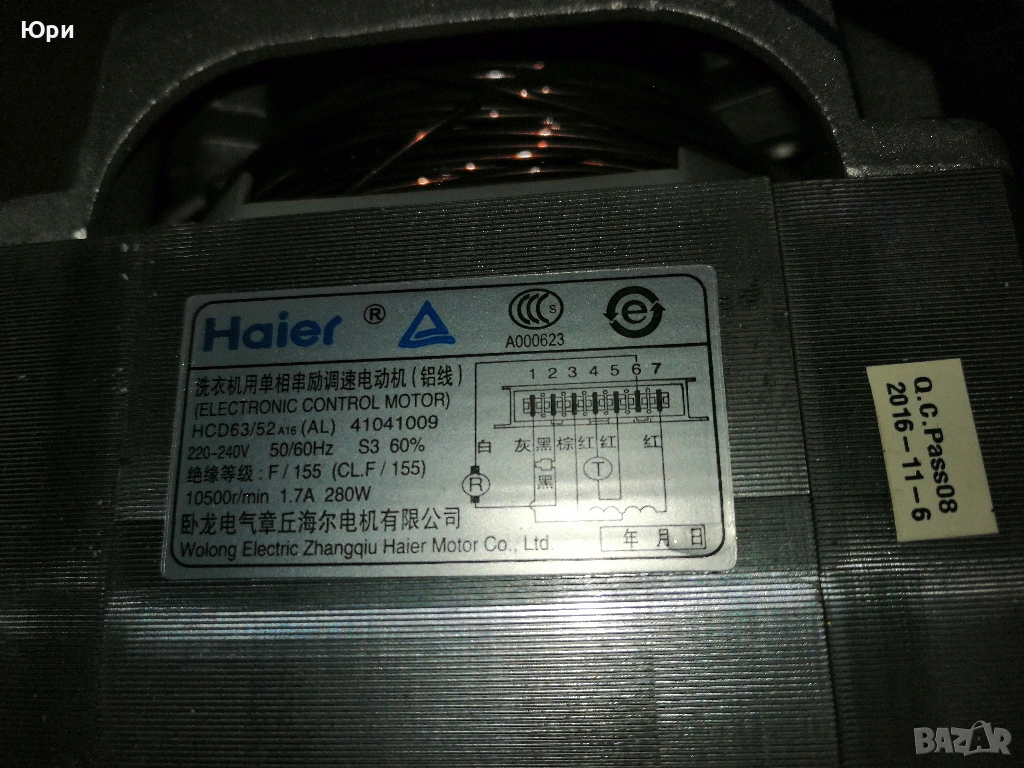 Юри
Haier ®
CCC S
A000623
e
洗衣机用单相串励调速电动机(铝线)
(ELECTRONIC CONTROL MOTOR)
HCD63/52 A16 (AL) 41041009
220-240V 50/60Hz S3 60%
绝缘等级:F/155 (CL.F/155)
10500r/min 1.7A 280W
卧龙电气章丘海尔电机有限公司
Wolong Electric Zhangqiu Haier Motor Co., Ltd.
1 2 3 4 5 6 7
白 灰 黑 棕 红 红 红
黑
R
T
年 月 日
Q.C.Pass08
2016-11-6
BAZAR